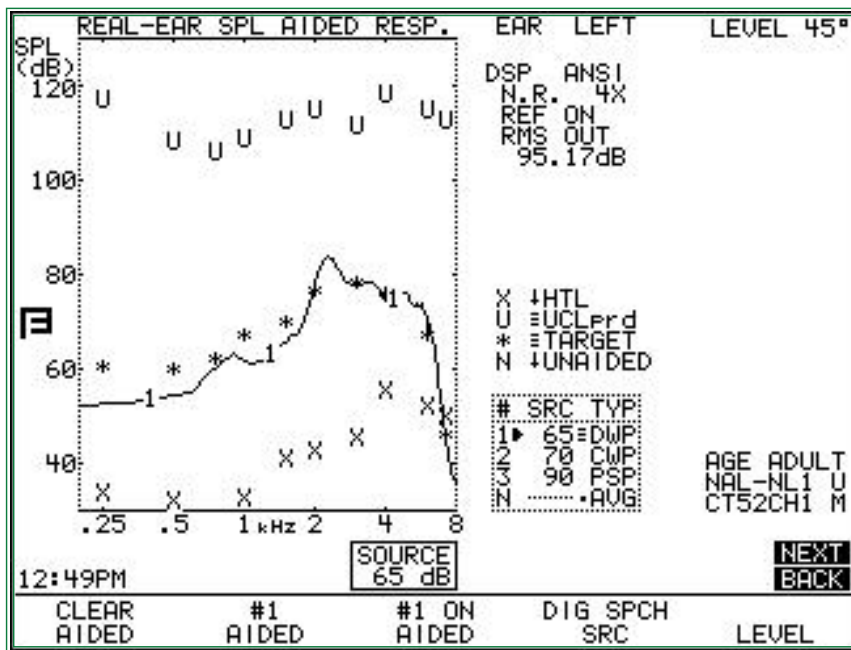 REAL-EAR SPL AIDED RESP. EAR LEFT LEVEL 45°
SPL
(dB)
120
100
80
60
40
U U U U U U U U U U
* * * * * * * * * *
X X X X X X X X X X
1 1 1
.25 .5 1 kHz 2 4 8
DSP ANSI
N.R. 4X
REF ON
RMS OUT
95.17dB
X ↓HTL
U ≡UCLprd
* ≡TARGET
N ↓UNAIDED
# SRC TYP
1▶ 65≡DWP
2 70 CWP
3 90 PSP
N ------•AVG
AGE ADULT
NAL-NL1 U
CT52CH1 M
12:49PM
SOURCE
65 dB
NEXT
BACK
CLEAR
AIDED
#1
AIDED
#1 ON
AIDED
DIG SPCH
SRC
LEVEL